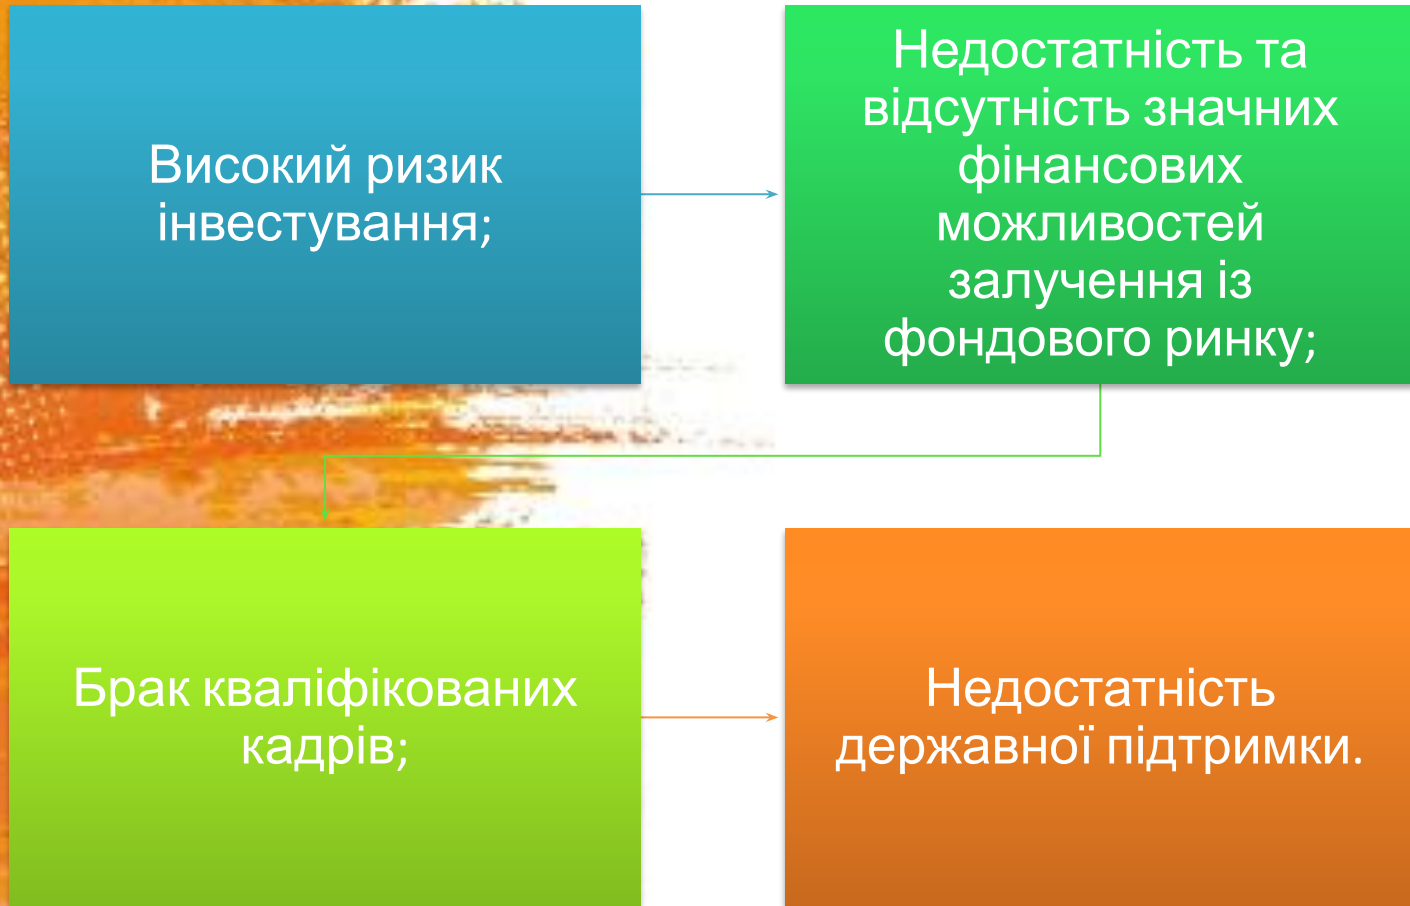 Високий ризик
інвестування;
Недостатність та
відсутність значних
фінансових
можливостей
залучення із
фондового ринку;
Брак кваліфікованих
кадрів;
Недостатність
державної підтримки.